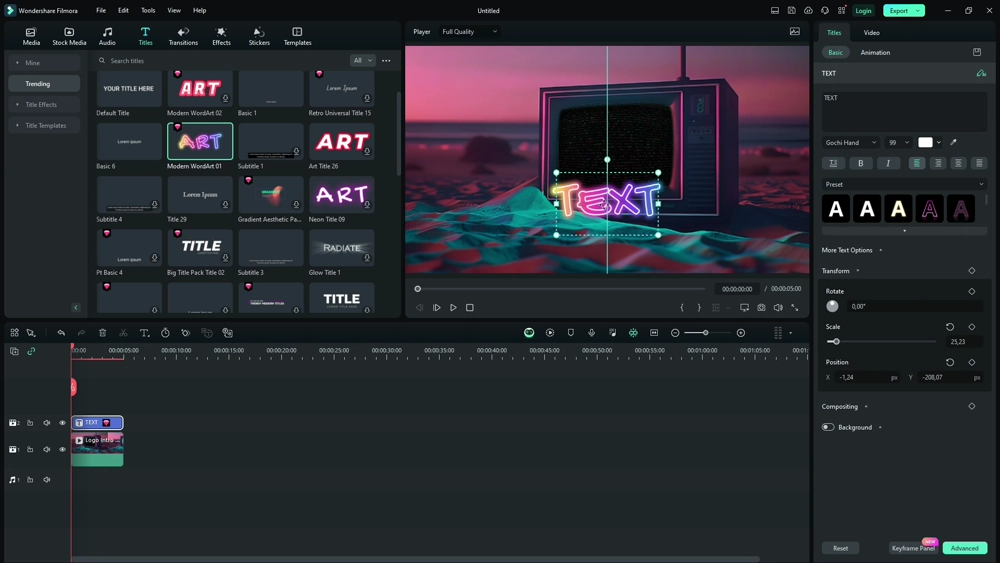 Wondershare Filmora
File Edit Tools View Help
Untitled
Login
Export
Media Stock Media Audio Titles Transitions Effects Stickers Templates
Player Full Quality
Titles Video
Mine
Trending
Title Effects
Title Templates
Search titles
All
YOUR TITLE HERE ART Lorem Ipsum
Default Title Modern WordArt 02 Basic 1 Retro Universal Title 15
Lorem ipsum ART ART
Basic 6 Modern WordArt 01 Subtitle 1 Art Title 26
Lorem Ipsum ART
Subtitle 4 Title 29 Gradient Aesthetic Pa... Neon Title 09
Lorem ipsum TITLE RADIATE
Pt Basic 4 Big Title Pack Title 02 Subtitle 3 Glow Title 1
TITLE
TEXT
00:00:00:00 / 00:00:05:00
Basic Animation
TEXT
TEXT
Gochi Hand 99
B I
Preset
A A A A A
More Text Options
Transform
Rotate
0,00°
Scale
25,23
Position
X -1,24 px Y -208,07 px
Compositing
Background
Reset Keyframe Panel NEW Advanced
00:00 00:00:05:00 00:00:10:00 00:00:15:00 00:00:20:00 00:00:25:00 00:00:30:00 00:00:35:00 00:00:40:00 00:00:45:00 00:00:50:00 00:00:55:00 00:01:00:00 00:01:05:00 00:01:
2 TEXT
1 Logo Intro ...
1